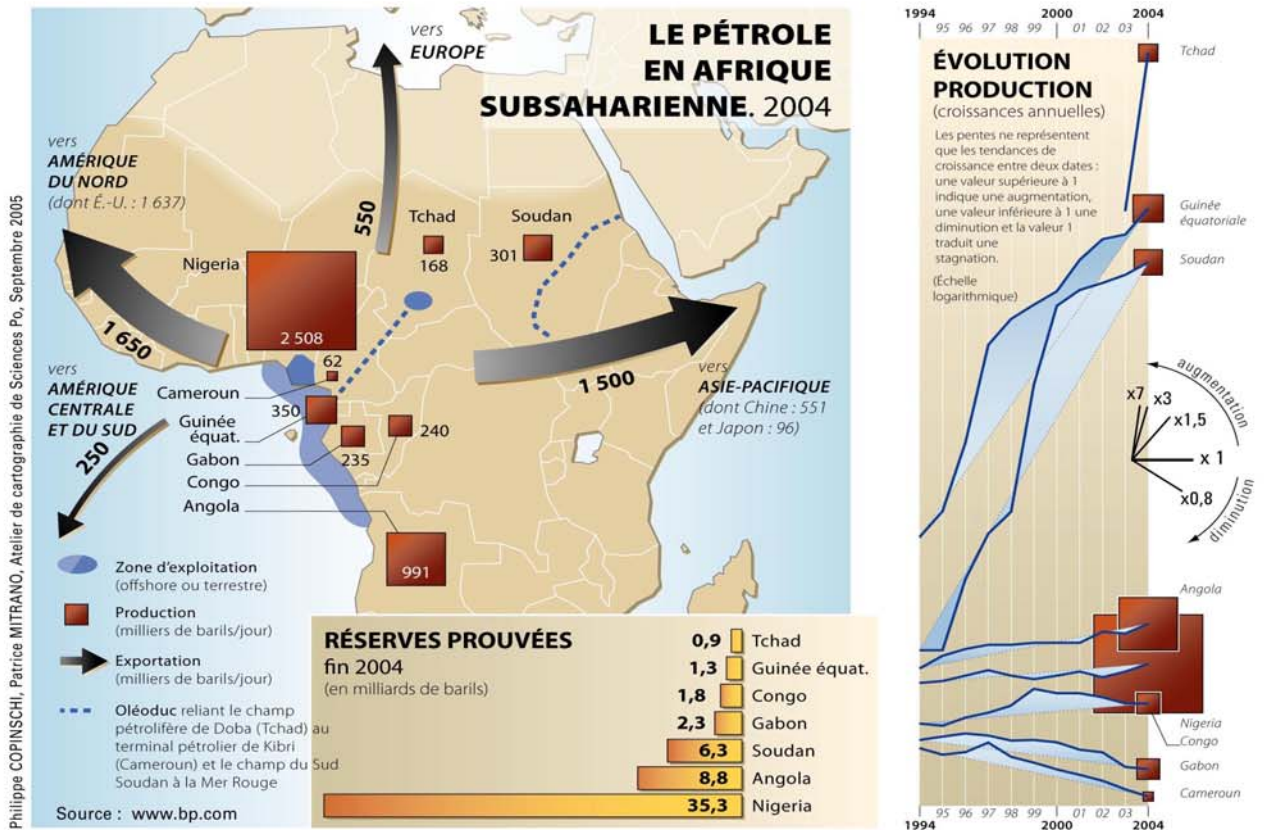 LE PÉTROLE
EN AFRIQUE
SUBSAHARIENNE. 2004
vers
EUROPE
550
vers
AMÉRIQUE
DU NORD
(dont É.-U. : 1 637)
1 650
Nigeria
2 508
Tchad
168
Soudan
301
1 500
vers
ASIE-PACIFIQUE
(dont Chine : 551
et Japon : 96)
vers
AMÉRIQUE
CENTRALE
ET DU SUD
250
62
Cameroun
350
Guinée
équat.
Gabon
235
240
Congo
Angola
991
Zone d'exploitation
(offshore ou terrestre)
Production
(milliers de barils/jour)
Exportation
(milliers de barils/jour)
Oléoduc reliant le champ
pétrolifère de Doba (Tchad) au
terminal pétrolier de Kibri
(Cameroun) et le champ du Sud
Soudan à la Mer Rouge
Source : www.bp.com
Philippe COPINSCHI, Patrice MITRANO, Atelier de cartographie de Sciences Po, Septembre 2005
RÉSERVES PROUVÉES
fin 2004
(en milliards de barils)
0,9 Tchad
1,3 Guinée équat.
1,8 Congo
2,3 Gabon
6,3 Soudan
8,8 Angola
35,3 Nigeria
1994 95 96 97 98 99 2000 01 02 03 2004
ÉVOLUTION
PRODUCTION
(croissances annuelles)
Les pentes ne représentent
que les tendances de
croissance entre deux dates :
une valeur supérieure à 1
indique une augmentation,
une valeur inférieure à 1 une
diminution et la valeur 1
traduit une
stagnation.
(Échelle
logarithmique)
Tchad
Guinée
équatoriale
Soudan
augmentation
x7
x3
x1,5
x 1
x0,8
diminution
Angola
Nigeria
Congo
Gabon
Cameroun
1994 95 96 97 98 99 2000 01 02 03 2004